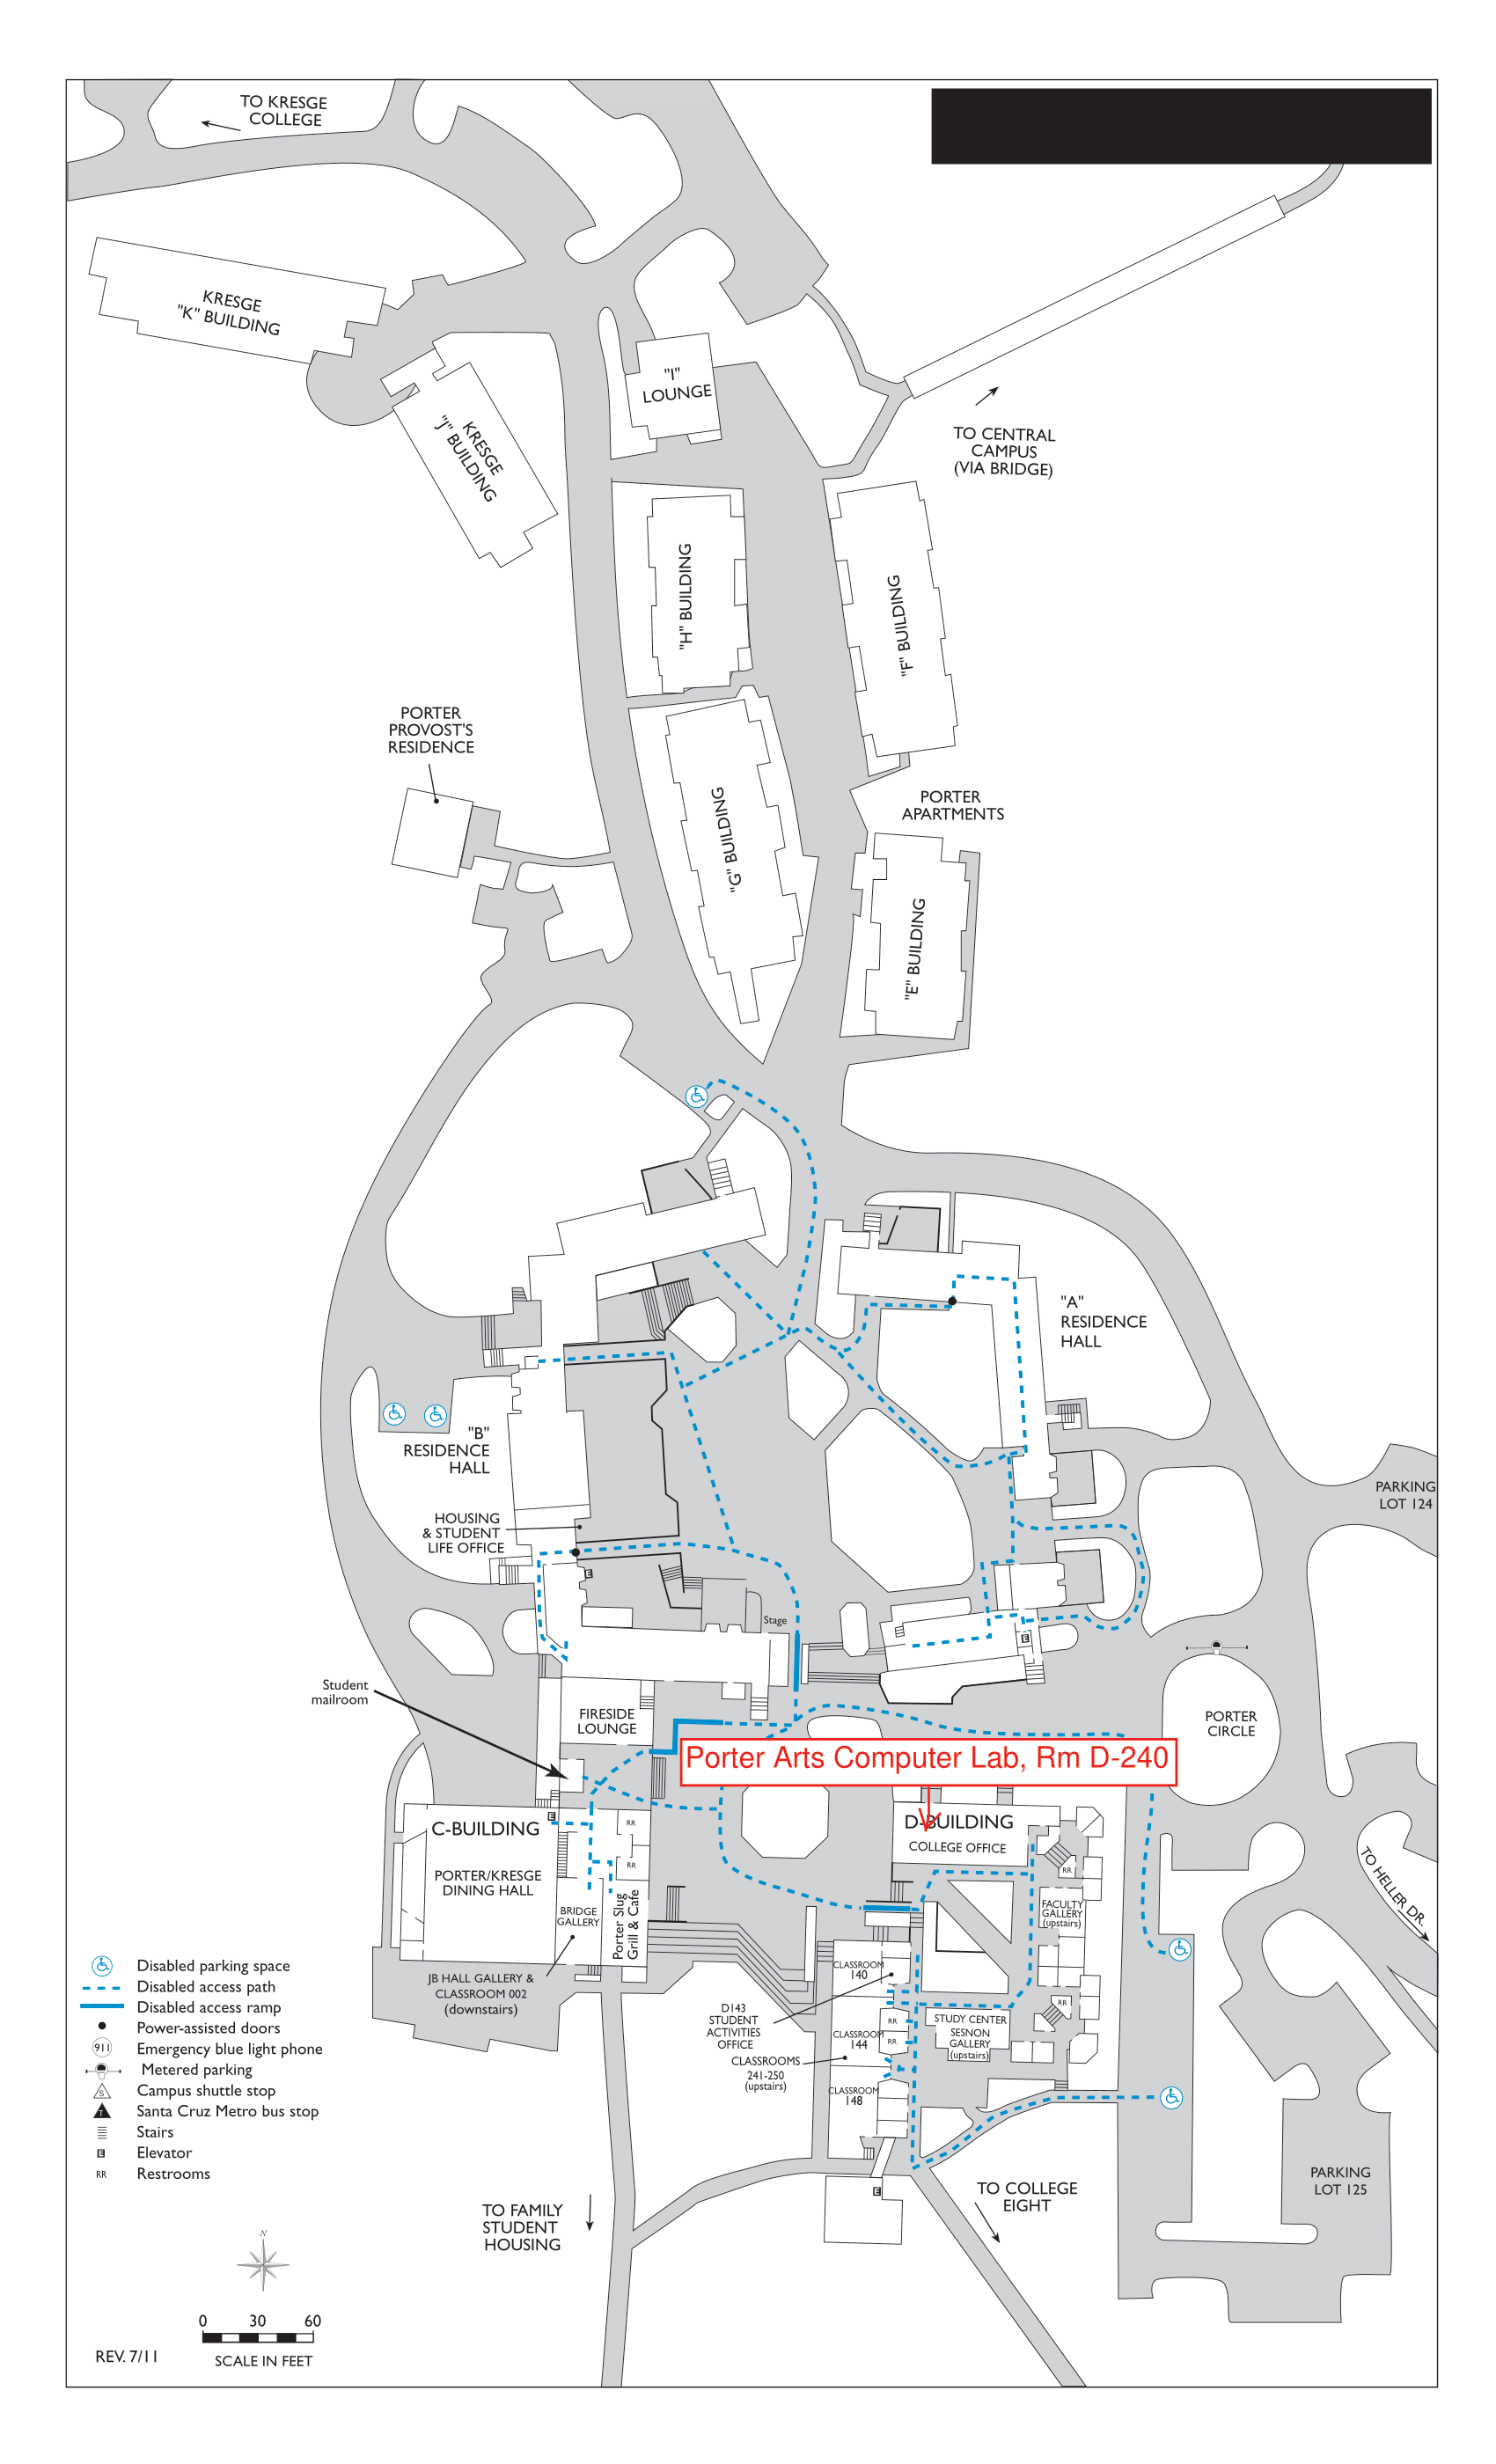 TO KRESGE
COLLEGE
KRESGE
"K" BUILDING
KRESGE
"J" BUILDING
"I"
LOUNGE
TO CENTRAL
CAMPUS
(VIA BRIDGE)
"H" BUILDING
"F" BUILDING
PORTER
PROVOST'S
RESIDENCE
"G" BUILDING
PORTER
APARTMENTS
"E" BUILDING
"A"
RESIDENCE
HALL
"B"
RESIDENCE
HALL
PARKING
LOT 124
HOUSING
& STUDENT
LIFE OFFICE
E
Stage
E
Student
mailroom
FIRESIDE
LOUNGE
PORTER
CIRCLE
Porter Arts Computer Lab, Rm D-240
E
C-BUILDING
RR
D-BUILDING
COLLEGE OFFICE
PORTER/KRESGE
DINING HALL
RR
RR
TO HELLER DR.
BRIDGE
GALLERY
Porter Slug
Grill & Cafe
FACULTY
GALLERY
(upstairs)
JB HALL GALLERY &
CLASSROOM 002
(downstairs)
CLASSROOM
140
D143
STUDENT
ACTIVITIES
OFFICE
RR
RR
RR
STUDY CENTER
SESNON
GALLERY
(upstairs)
CLASSROOM
144
CLASSROOMS
241-250
(upstairs)
CLASSROOM
148
E
Disabled parking space
Disabled access path
Disabled access ramp
Power-assisted doors
911
Emergency blue light phone
Metered parking
S
Campus shuttle stop
T
Santa Cruz Metro bus stop
Stairs
E
Elevator
RR
Restrooms
TO FAMILY
STUDENT
HOUSING
TO COLLEGE
EIGHT
PARKING
LOT 125
N
0 30 60
SCALE IN FEET
REV. 7/11